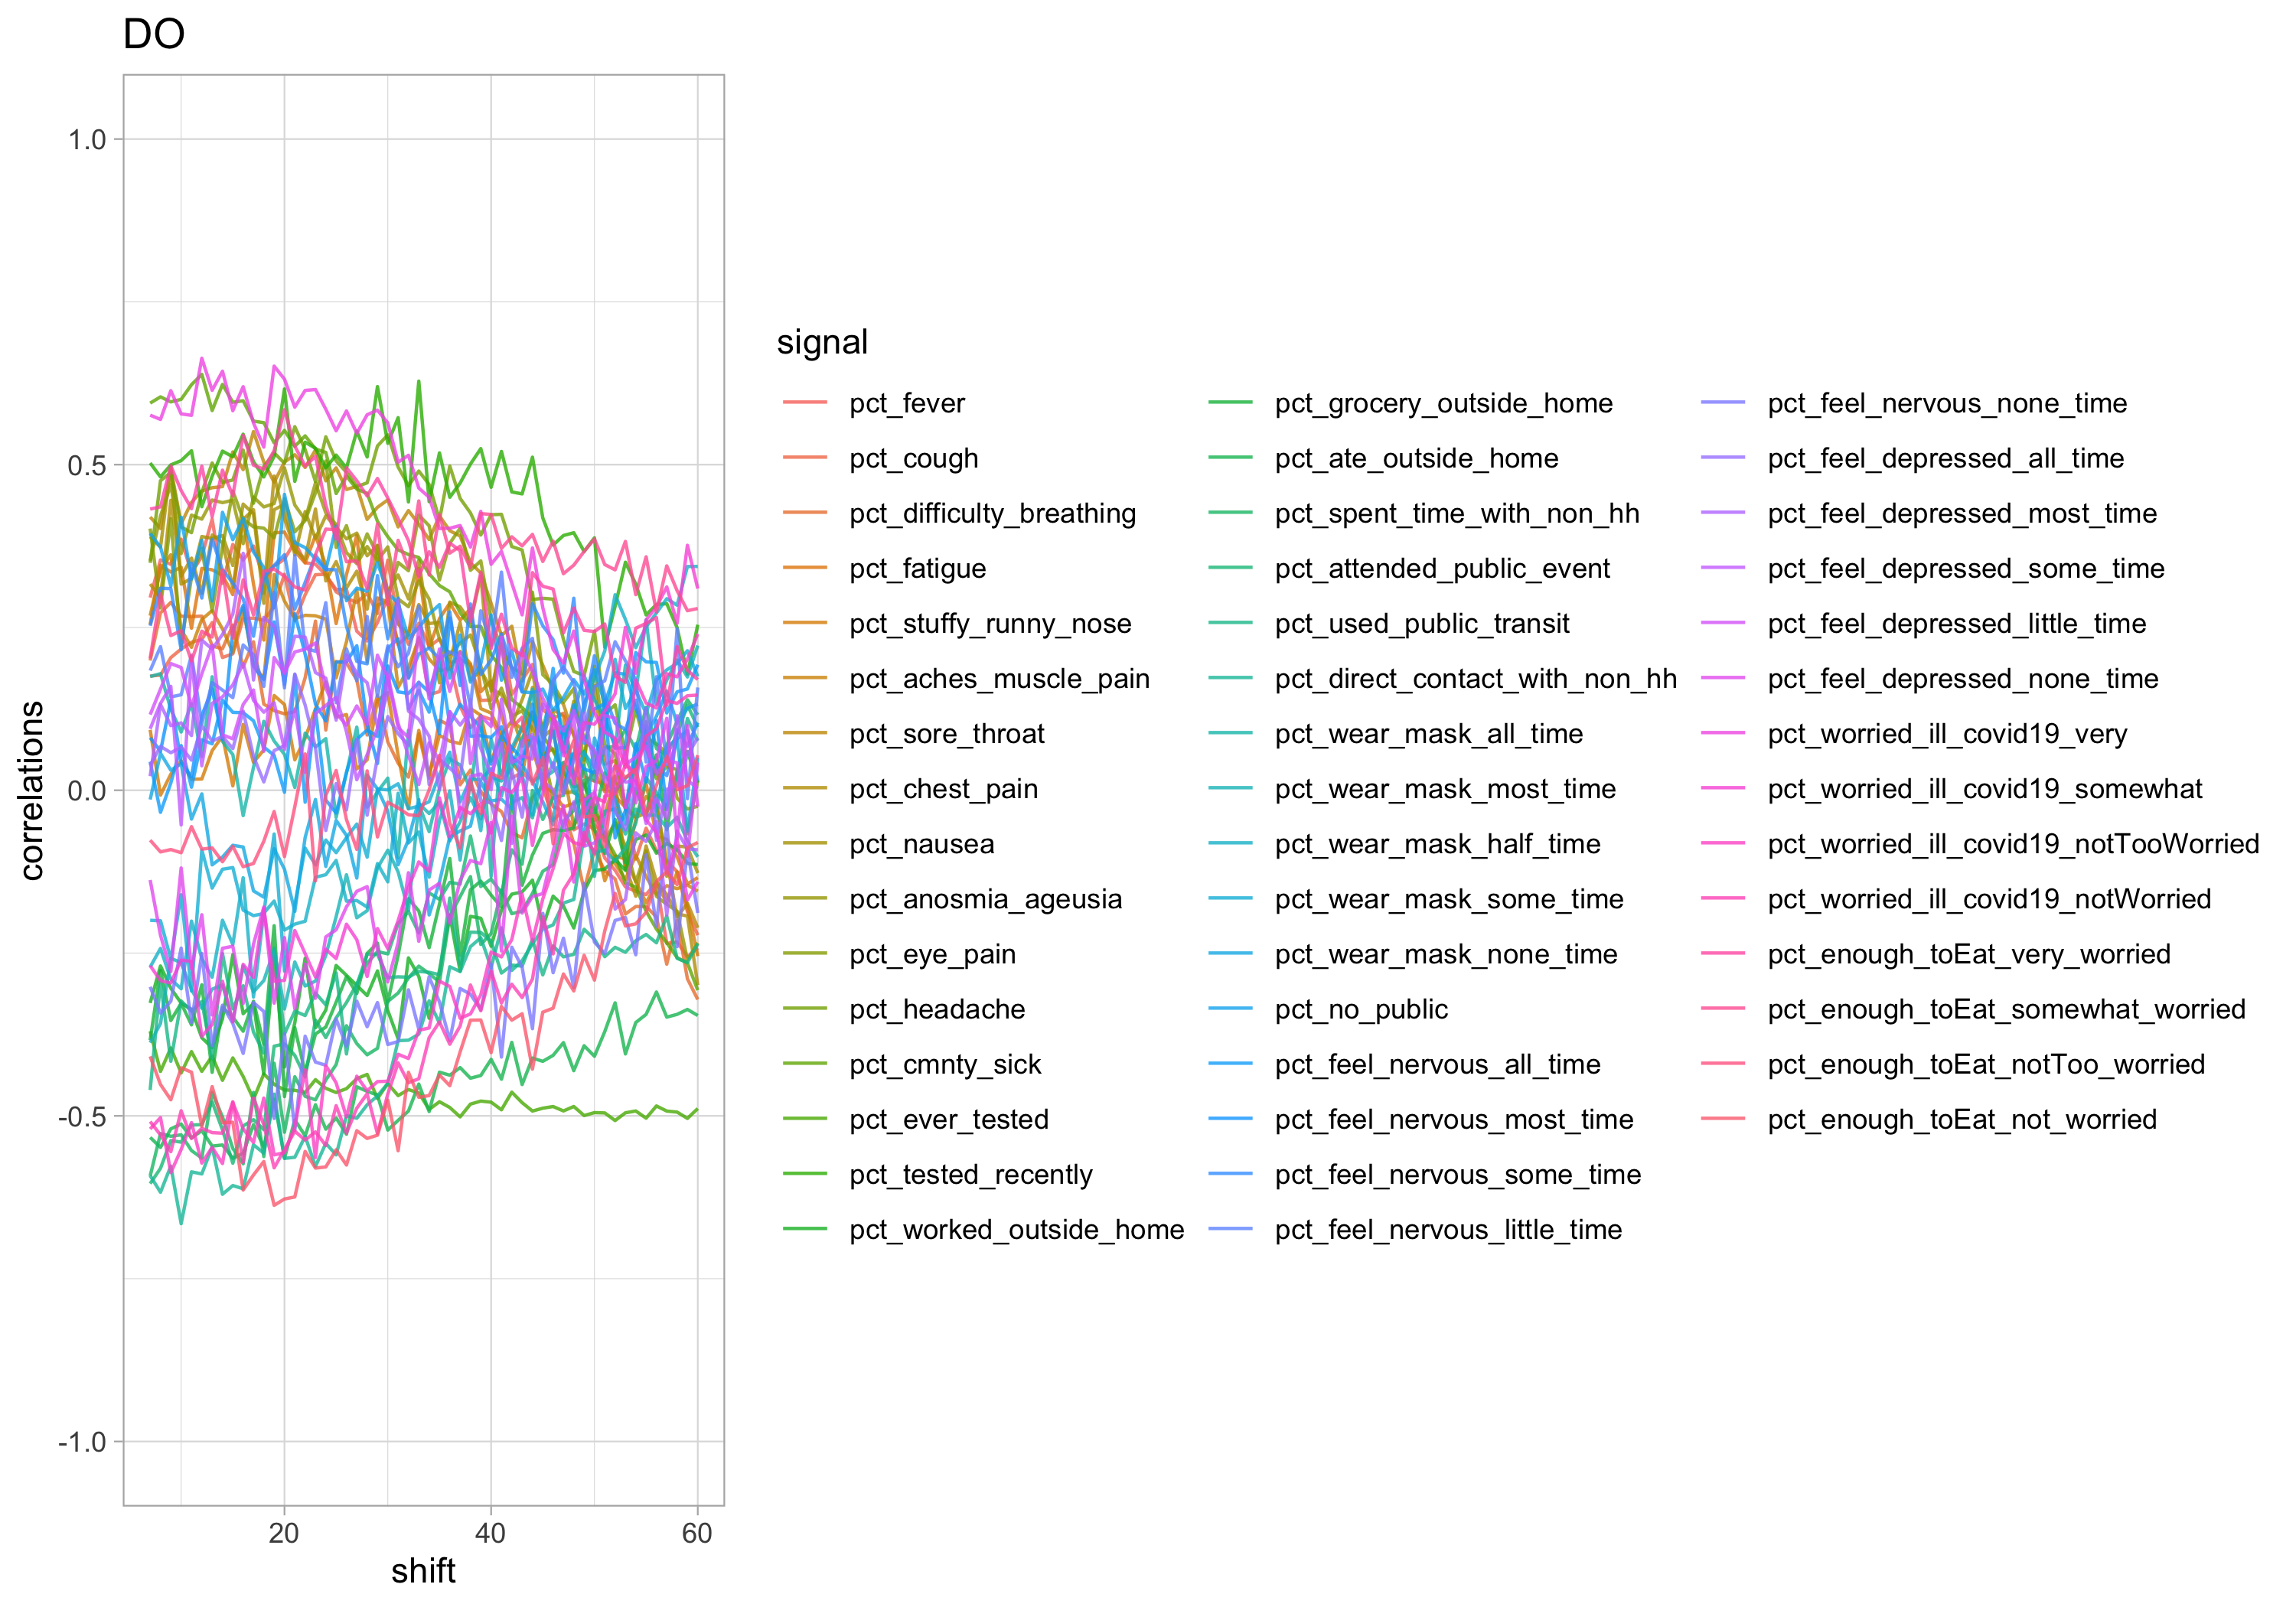 DO
1.0
0.5
0.0
-0.5
-1.0
correlations
20
40
60
shift
signal
pct_fever
pct_cough
pct_difficulty_breathing
pct_fatigue
pct_stuffy_runny_nose
pct_aches_muscle_pain
pct_sore_throat
pct_chest_pain
pct_nausea
pct_anosmia_ageusia
pct_eye_pain
pct_headache
pct_cmnty_sick
pct_ever_tested
pct_tested_recently
pct_worked_outside_home
pct_grocery_outside_home
pct_ate_outside_home
pct_spent_time_with_non_hh
pct_attended_public_event
pct_used_public_transit
pct_direct_contact_with_non_hh
pct_wear_mask_all_time
pct_wear_mask_most_time
pct_wear_mask_half_time
pct_wear_mask_some_time
pct_wear_mask_none_time
pct_no_public
pct_feel_nervous_all_time
pct_feel_nervous_most_time
pct_feel_nervous_some_time
pct_feel_nervous_little_time
pct_feel_nervous_none_time
pct_feel_depressed_all_time
pct_feel_depressed_most_time
pct_feel_depressed_some_time
pct_feel_depressed_little_time
pct_feel_depressed_none_time
pct_worried_ill_covid19_very
pct_worried_ill_covid19_somewhat
pct_worried_ill_covid19_notTooWorried
pct_worried_ill_covid19_notWorried
pct_enough_toEat_very_worried
pct_enough_toEat_somewhat_worried
pct_enough_toEat_notToo_worried
pct_enough_toEat_not_worried